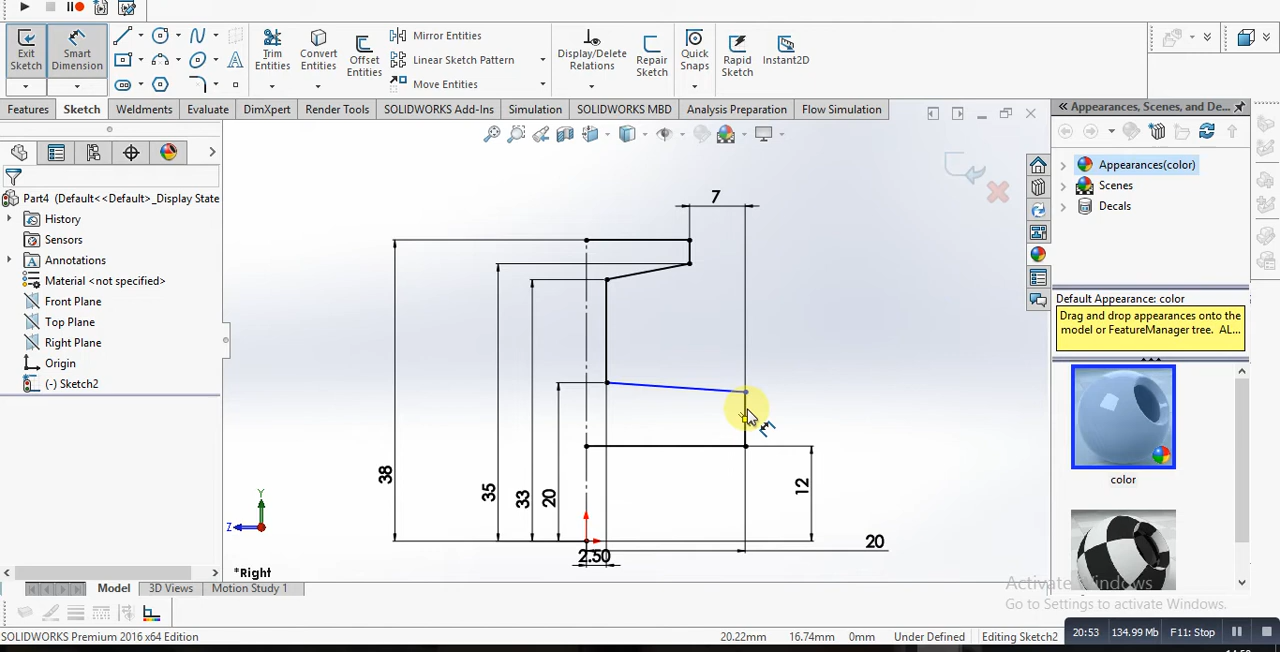 Exit Sketch
Smart Dimension
Trim Entities
Convert Entities
Offset Entities
Mirror Entities
Linear Sketch Pattern
Move Entities
Display/Delete Relations
Repair Sketch
Quick Snaps
Rapid Sketch
Instant2D
Features
Sketch
Weldments
Evaluate
DimXpert
Render Tools
SOLIDWORKS Add-Ins
Simulation
SOLIDWORKS MBD
Analysis Preparation
Flow Simulation
Appearances, Scenes, and De...
Part4 (Default<<Default>_Display State
History
Sensors
Annotations
Material <not specified>
Front Plane
Top Plane
Right Plane
Origin
(-) Sketch2
7
38
35
33
20
12
20
2.50
Y
Z
*Right
Appearances(color)
Scenes
Decals
Default Appearance: color
Drag and drop appearances onto the
model or FeatureManager tree. AL...
color
Activate Windows
Go to Settings to activate Windows.
Model
3D Views
Motion Study 1
SOLIDWORKS Premium 2016 x64 Edition
20.22mm
16.74mm
0mm
Under Defined
Editing Sketch2
20:53
134.99 Mb
F11: Stop